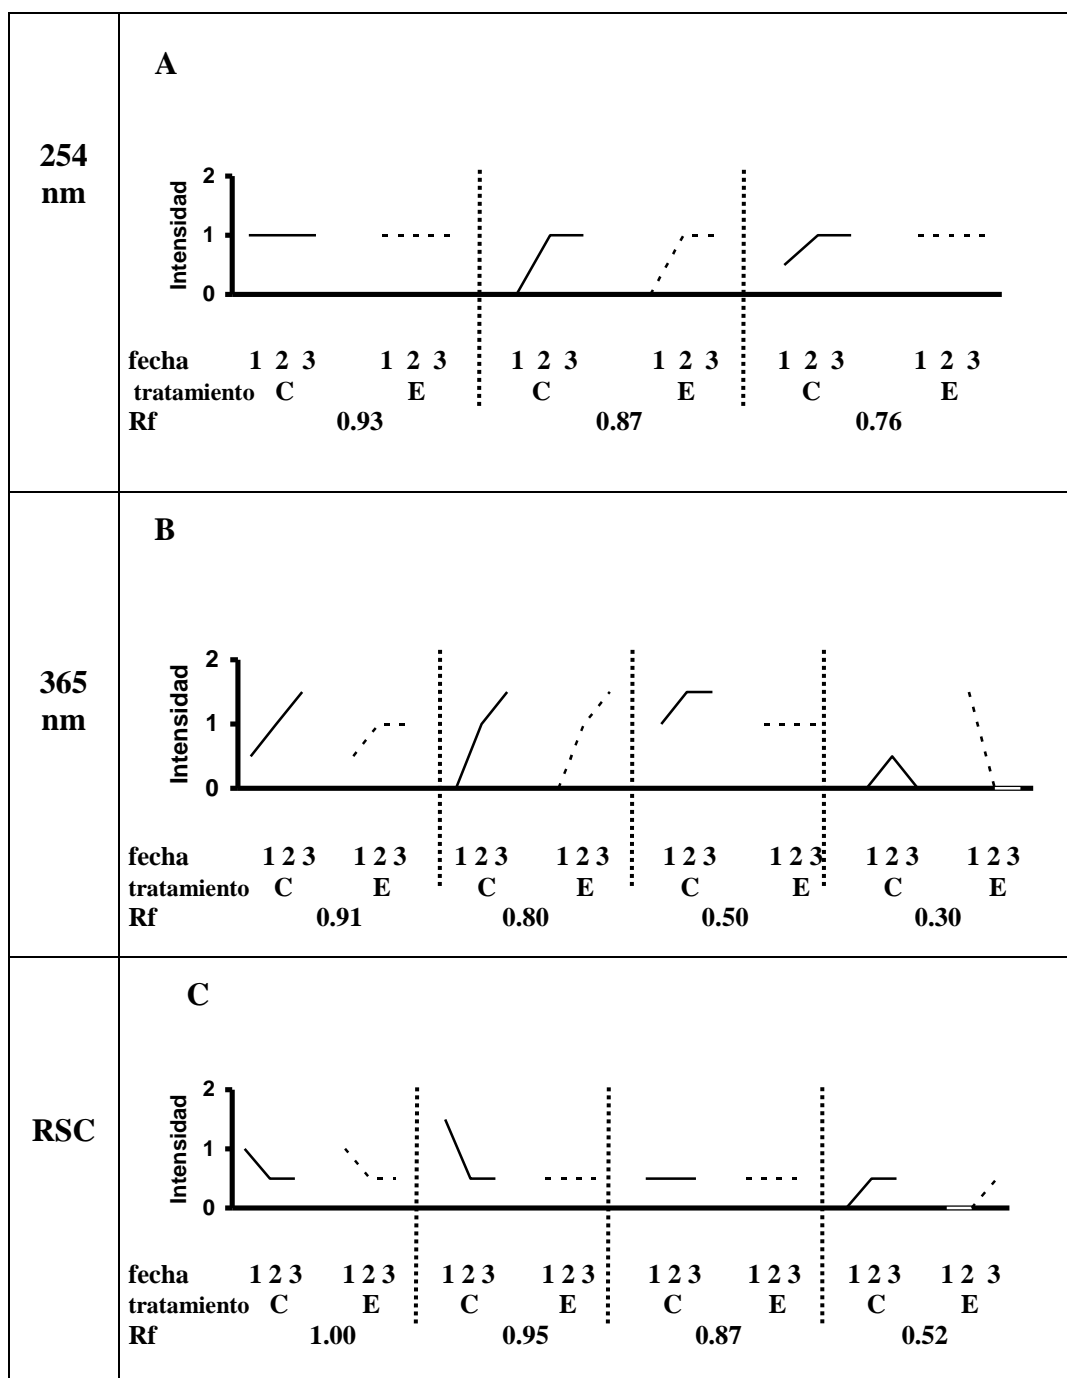 A
254
nm
Intensidad
2
1
0
fecha 1 2 3 1 2 3 1 2 3 1 2 3 1 2 3 1 2 3
tratamiento C E C E C E
Rf 0.93 0.87 0.76
B
365
nm
Intensidad
2
1
0
fecha 1 2 3 1 2 3 1 2 3 1 2 3 1 2 3 1 2 3 1 2 3 1 2 3
tratamiento C E C E C E C E
Rf 0.91 0.80 0.50 0.30
C
RSC
Intensidad
2
1
0
fecha 1 2 3 1 2 3 1 2 3 1 2 3 1 2 3 1 2 3 1 2 3 1 2 3
tratamiento C E C E C E C E
Rf 1.00 0.95 0.87 0.52